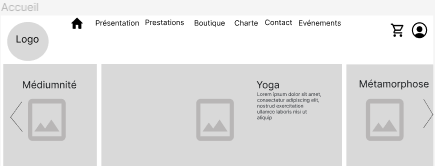 Accueil
Logo
Présentation Prestations Boutique Charte Contact Evénements
Médiumnité
Yoga
Lorem ipsum dolor sit amet,
consectetur adipiscing elit,
nostrud exercitation
ullamco laboris nisi ut
aliquip
Métamorphose